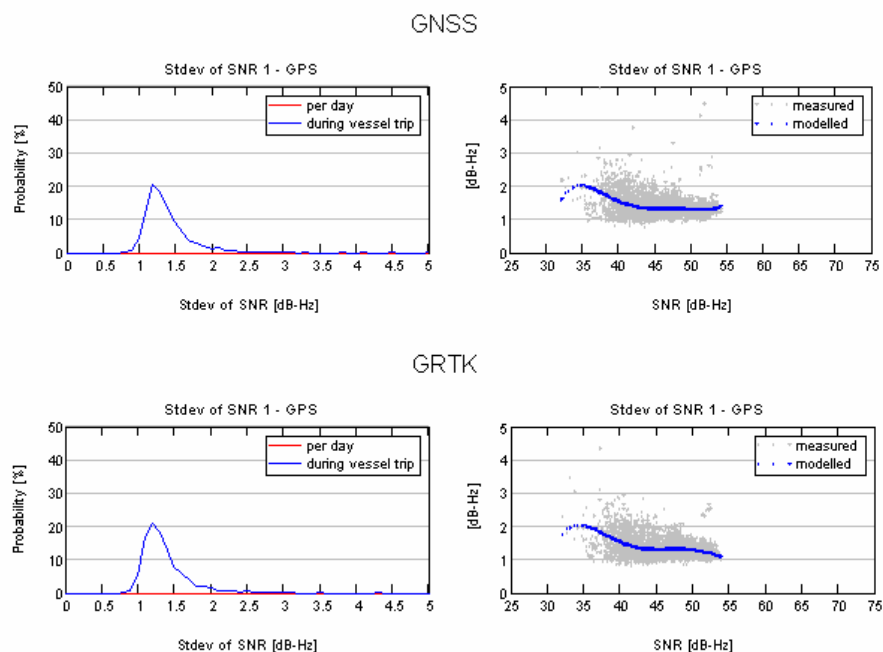 GNSS
Stdev of SNR 1 - GPS
50
40
30
20
10
0
Probability [%]
per day
during vessel trip
0 0.5 1 1.5 2 2.5 3 3.5 4 4.5 5
Stdev of SNR [dB-Hz]
Stdev of SNR 1 - GPS
5
4
3
2
1
0
[dB-Hz]
measured
modelled
25 30 35 40 45 50 55 60 65 70 75
SNR [dB-Hz]
GRTK
Stdev of SNR 1 - GPS
50
40
30
20
10
0
Probability [%]
per day
during vessel trip
0 0.5 1 1.5 2 2.5 3 3.5 4 4.5 5
Stdev of SNR [dB-Hz]
Stdev of SNR 1 - GPS
5
4
3
2
1
0
[dB-Hz]
measured
modelled
25 30 35 40 45 50 55 60 65 70 75
SNR [dB-Hz]